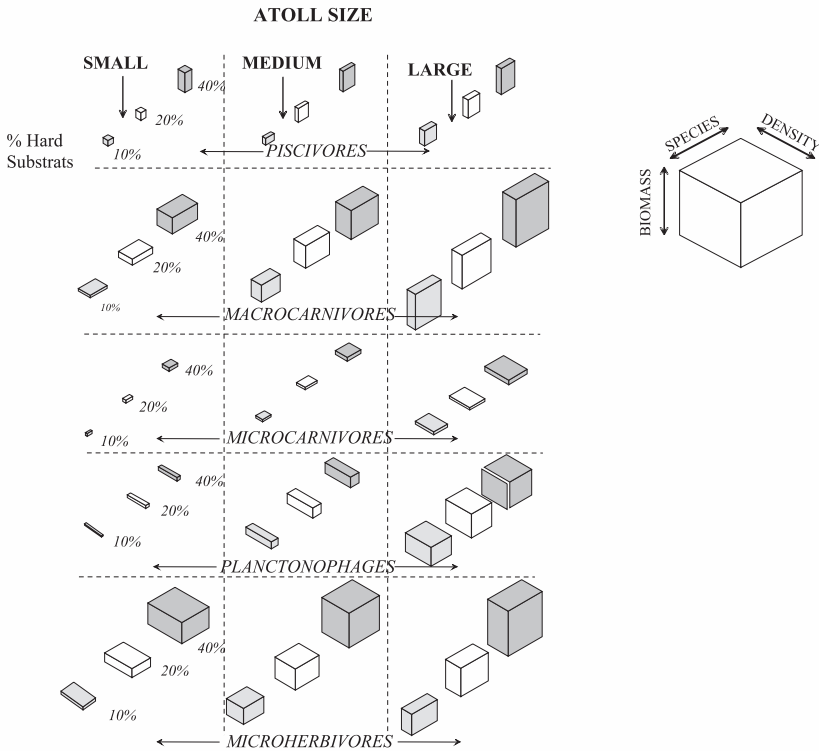 ATOLL SIZE
SMALL
MEDIUM
LARGE
40%
20%
10%
% Hard
Substrats
PISCIVORES
SPECIES
DENSITY
BIOMASS
40%
20%
10%
MACROCARNIVORES
40%
20%
10%
MICROCARNIVORES
40%
20%
10%
PLANCTONOPHAGES
40%
20%
10%
MICROHERBIVORES